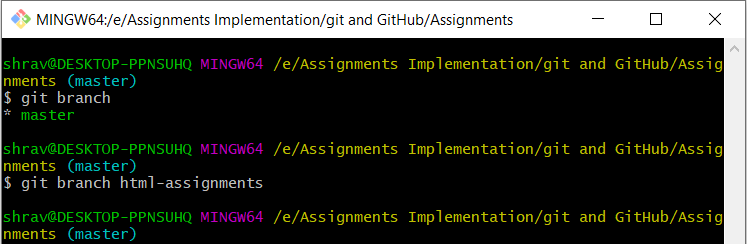 MINGW64:/e/Assignments Implementation/git and GitHub/Assignments
shrav@DESKTOP-PPNSUHQ MINGW64 /e/Assignments Implementation/git and GitHub/Assig
nments (master)
$ git branch
* master
shrav@DESKTOP-PPNSUHQ MINGW64 /e/Assignments Implementation/git and GitHub/Assig
nments (master)
$ git branch html-assignments
shrav@DESKTOP-PPNSUHQ MINGW64 /e/Assignments Implementation/git and GitHub/Assig
nments (master)